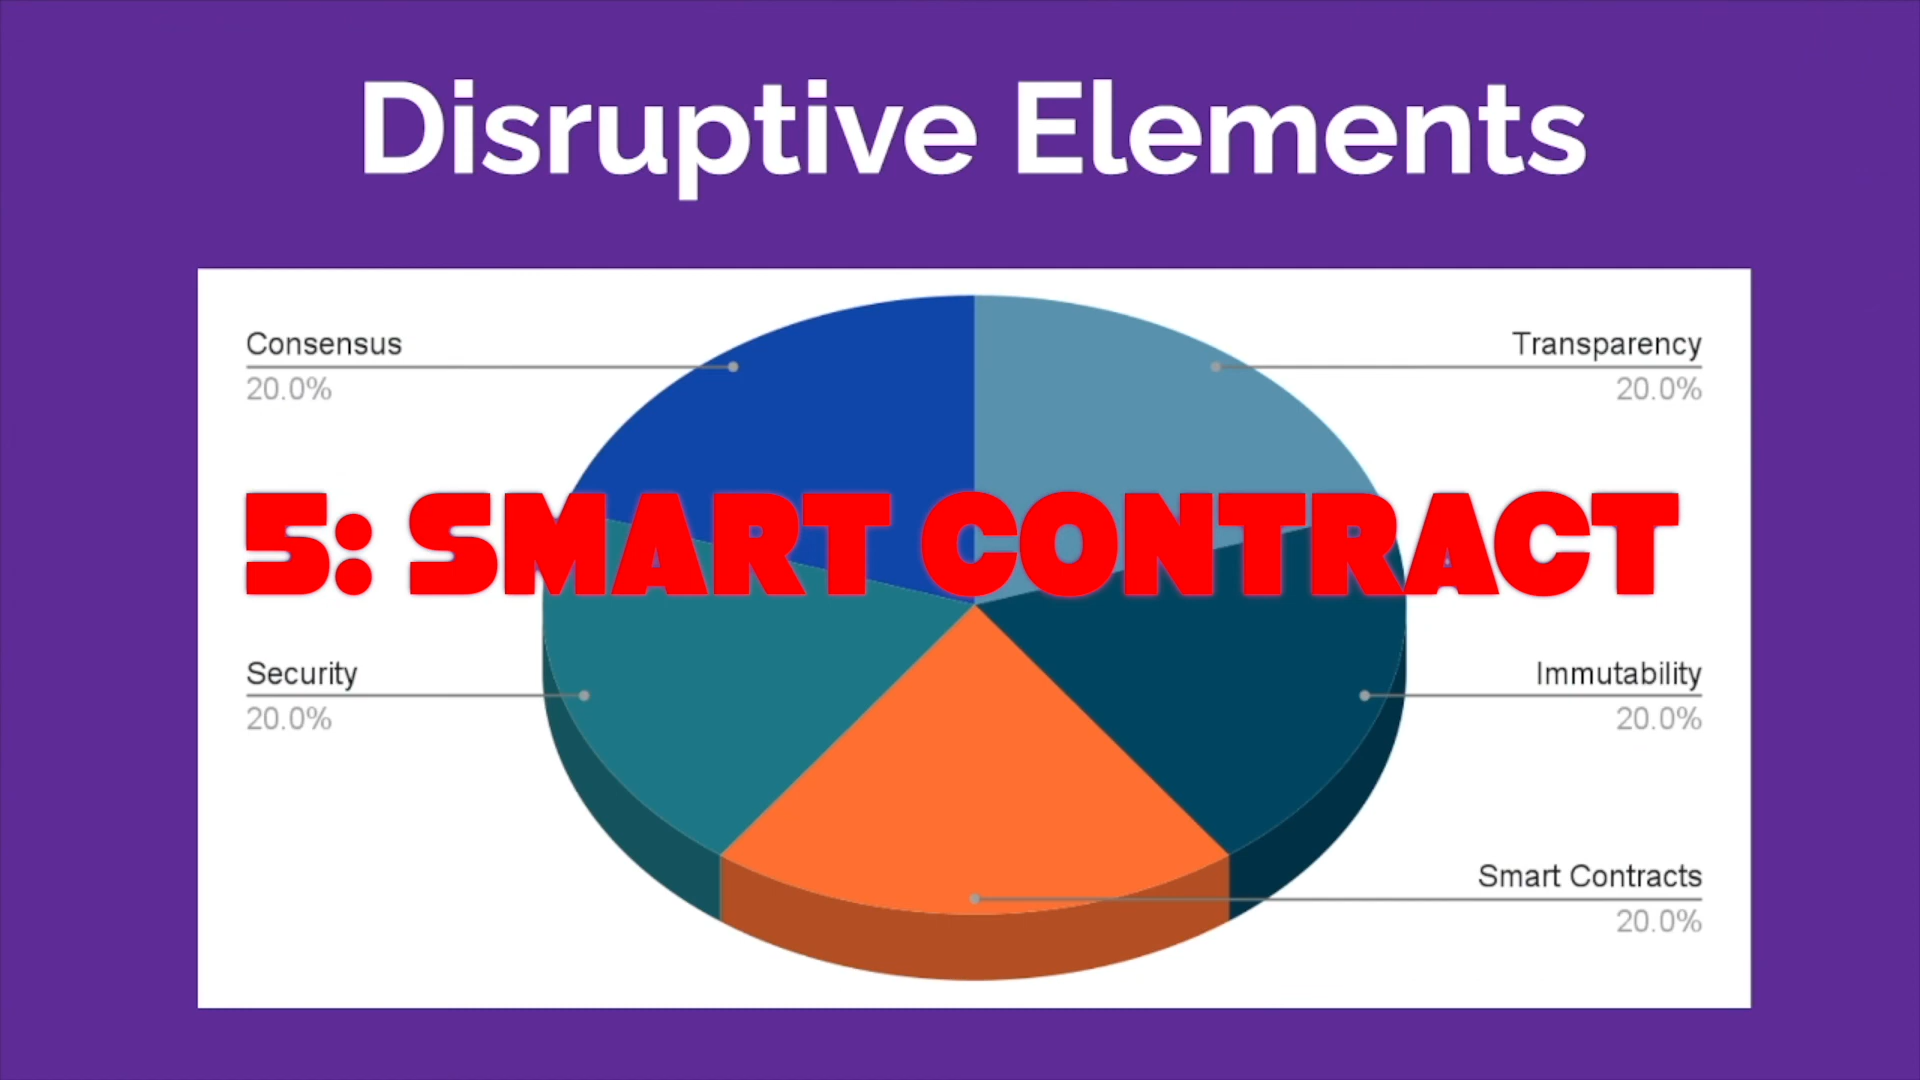 Disruptive Elements
Consensus
20.0%
Transparency
20.0%
5: SMART CONTRACT
Security
20.0%
Immutability
20.0%
Smart Contracts
20.0%